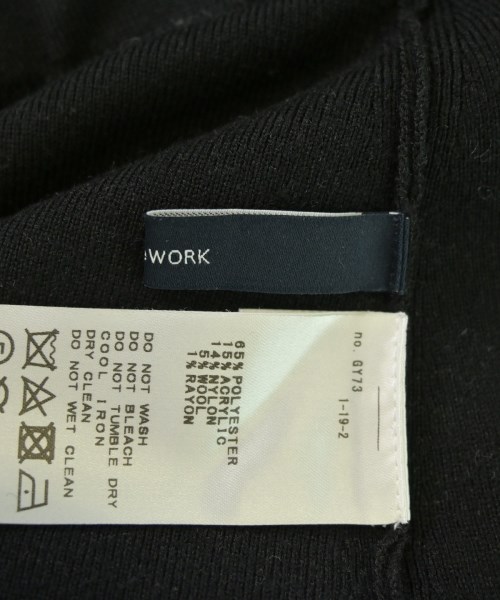 eWORK
no. GY73
1-19-2
65% POLYESTER
15% ACRYLIC
14% NYLON
5% WOOL
1% RAYON
DO NOT WASH
DO NOT BLEACH
DO NOT TUMBLE DRY
COOL IRON
DRY CLEAN
DO NOT WET CLEAN